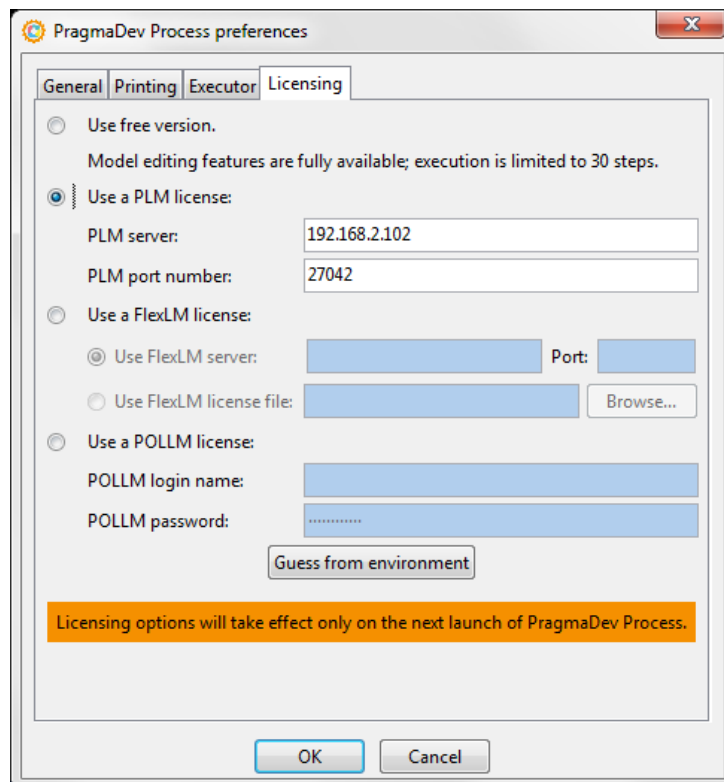 PragmaDev Process preferences
General Printing Executor Licensing
Use free version.
Model editing features are fully available; execution is limited to 30 steps.
Use a PLM license:
PLM server: 192.168.2.102
PLM port number: 27042
Use a FlexLM license:
Use FlexLM server: Port:
Use FlexLM license file: Browse...
Use a POLLM license:
POLLM login name:
POLLM password: ············
Guess from environment
Licensing options will take effect only on the next launch of PragmaDev Process.
OK Cancel